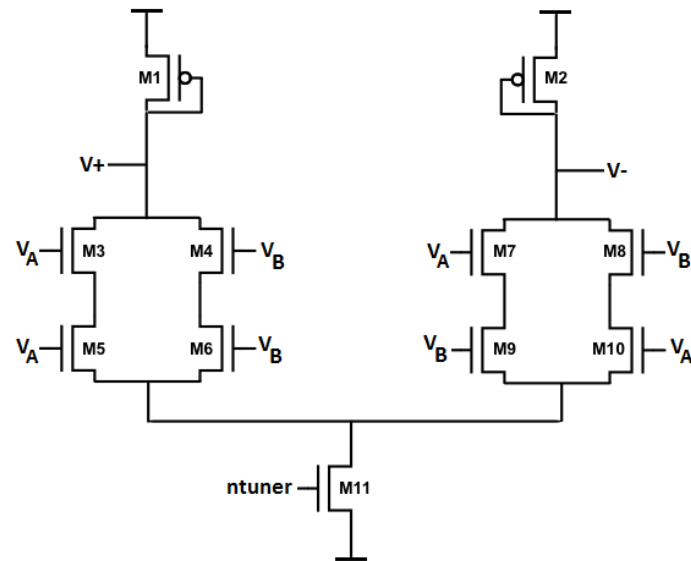 M1 M2
V+ V-
VA M3 M4 VB VA M7 M8 VB
VA M5 M6 VB VB M9 M10 VA
ntuner M11